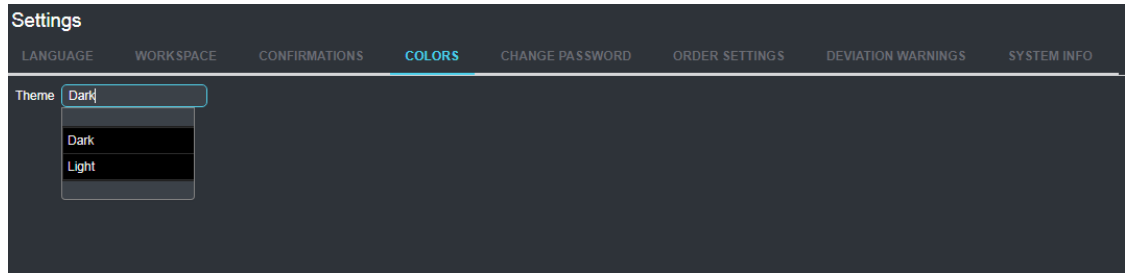 Settings
LANGUAGE WORKSPACE CONFIRMATIONS COLORS CHANGE PASSWORD ORDER SETTINGS DEVIATION WARNINGS SYSTEM INFO
Theme Dark
Dark
Light